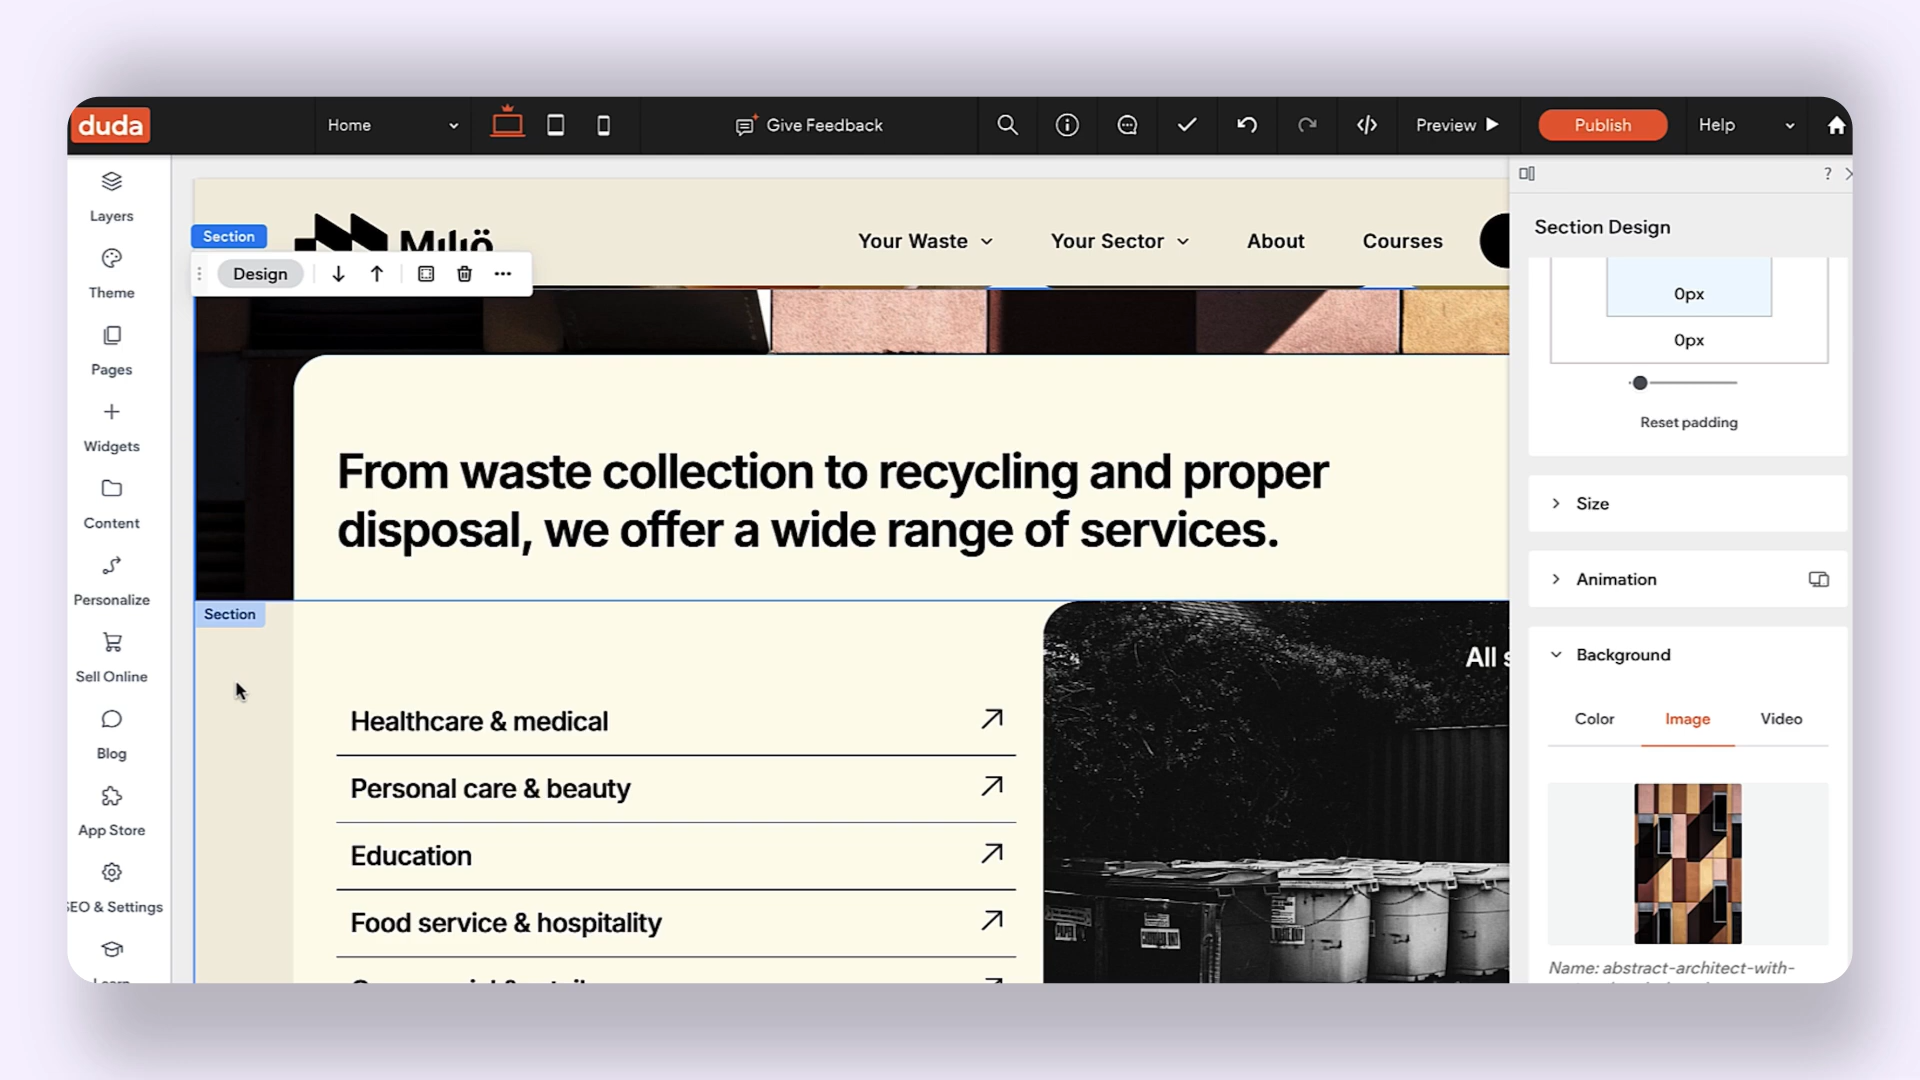 duda
Home
Give Feedback
Preview
Publish
Help
Layers
Theme
Pages
Widgets
Content
Personalize
Sell Online
Blog
App Store
SEO & Settings
Section
Miljö
Your Waste
Your Sector
About
Courses
Design
From waste collection to recycling and proper
disposal, we offer a wide range of services.
Section
All
Healthcare & medical
Personal care & beauty
Education
Food service & hospitality
?
Section Design
0px
0px
Reset padding
Size
Animation
Background
Color
Image
Video
Name: abstract-architect-with-